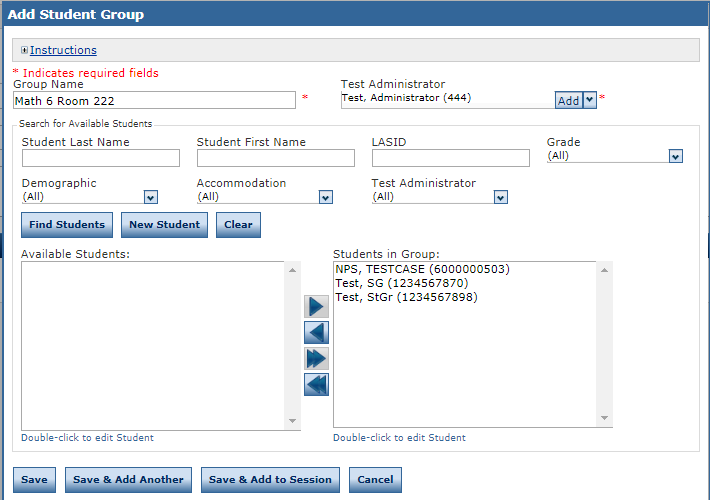 Add Student Group
Instructions
* Indicates required fields
Group Name
Test Administrator
Math 6 Room 222 *
Test, Administrator (444) Add *
Search for Available Students
Student Last Name Student First Name LASID Grade
(All)
Demographic Accommodation Test Administrator
(All) (All) (All)
Find Students New Student Clear
Available Students: Students in Group:
NPS, TESTCASE (6000000503)
Test, SG (1234567870)
Test, StGr (1234567898)
Double-click to edit Student Double-click to edit Student
Save Save & Add Another Save & Add to Session Cancel